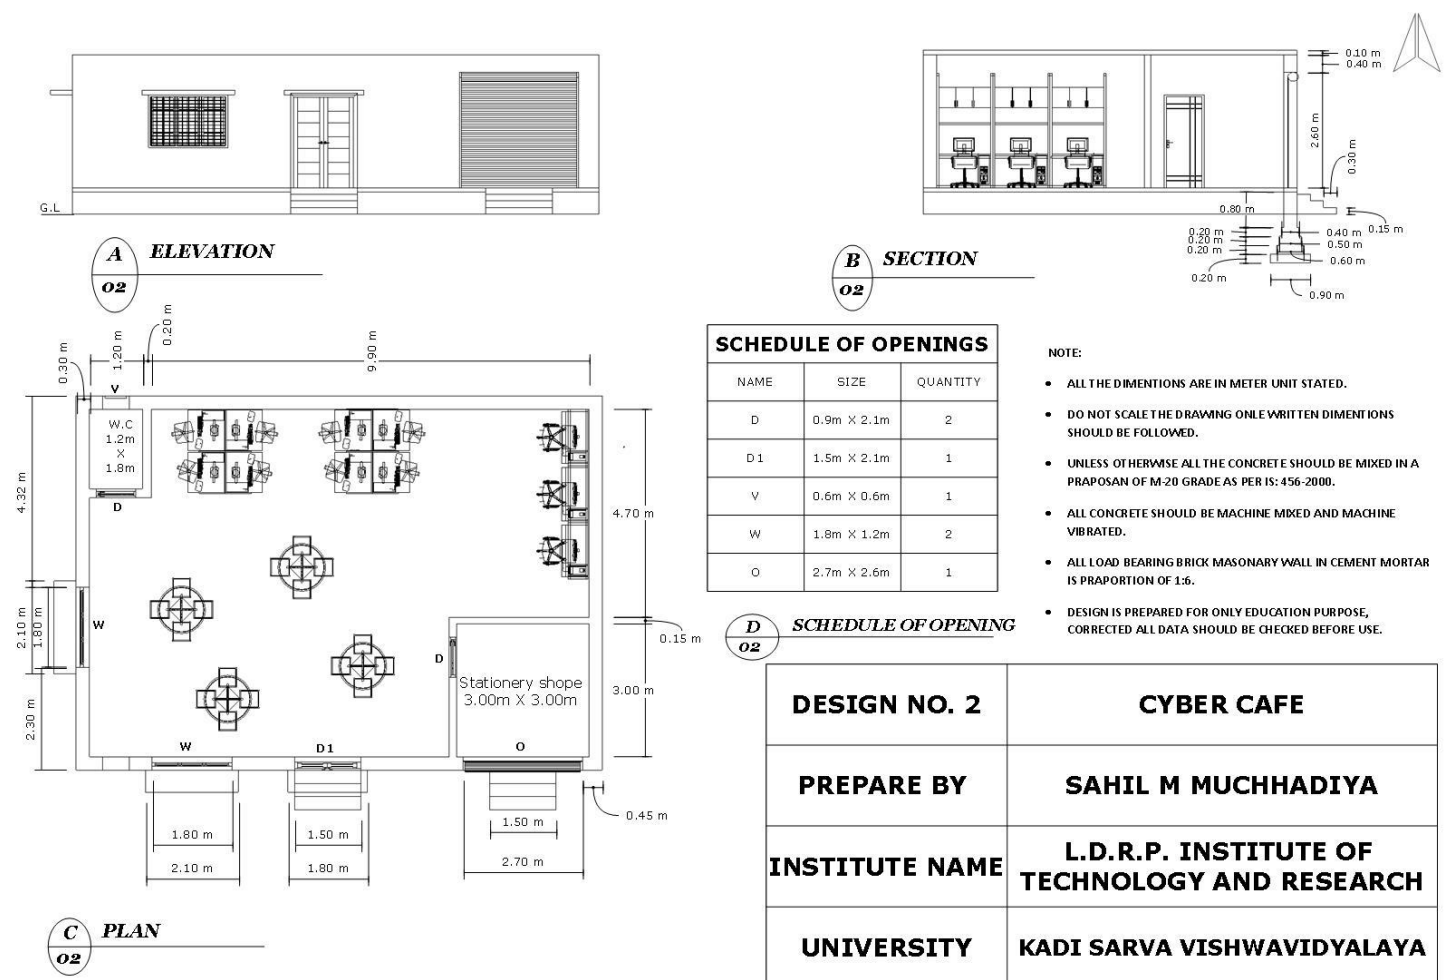 G.L
A
ELEVATION
02
0.10 m
0.40 m
2.60 m
0.30 m
0.80 m
0.15 m
0.20 m
0.20 m
0.20 m
0.20 m
0.40 m
0.50 m
0.60 m
0.90 m
B
SECTION
02
0.30 m
1.20 m
0.20 m
9.90 m
V
W.C
1.2m
X
1.8m
D
4.32 m
2.10 m
1.80 m
2.30 m
W
4.70 m
0.15 m
3.00 m
D
Stationery shope
3.00m X 3.00m
W
D1
O
1.80 m
2.10 m
1.50 m
1.80 m
1.50 m
2.70 m
0.45 m
C
PLAN
02
SCHEDULE OF OPENINGS
NAME SIZE QUANTITY
D 0.9m X 2.1m 2
D1 1.5m X 2.1m 1
V 0.6m X 0.6m 1
W 1.8m X 1.2m 2
O 2.7m X 2.6m 1
D
SCHEDULE OF OPENING
02
NOTE:
• ALL THE DIMENTIONS ARE IN METER UNIT STATED.
• DO NOT SCALE THE DRAWING ONLE WRITTEN DIMENTIONS
SHOULD BE FOLLOWED.
• UNLESS OTHERWISE ALL THE CONCRETE SHOULD BE MIXED IN A
PRAPOSAN OF M-20 GRADE AS PER IS: 456-2000.
• ALL CONCRETE SHOULD BE MACHINE MIXED AND MACHINE
VIBRATED.
• ALL LOAD BEARING BRICK MASONARY WALL IN CEMENT MORTAR
IS PRAPORTION OF 1:6.
• DESIGN IS PREPARED FOR ONLY EDUCATION PURPOSE,
CORRECTED ALL DATA SHOULD BE CHECKED BEFORE USE.
DESIGN NO. 2 CYBER CAFE
PREPARE BY SAHIL M MUCHHADIYA
INSTITUTE NAME L.D.R.P. INSTITUTE OF
TECHNOLOGY AND RESEARCH
UNIVERSITY KADI SARVA VISHWAVIDYALAYA